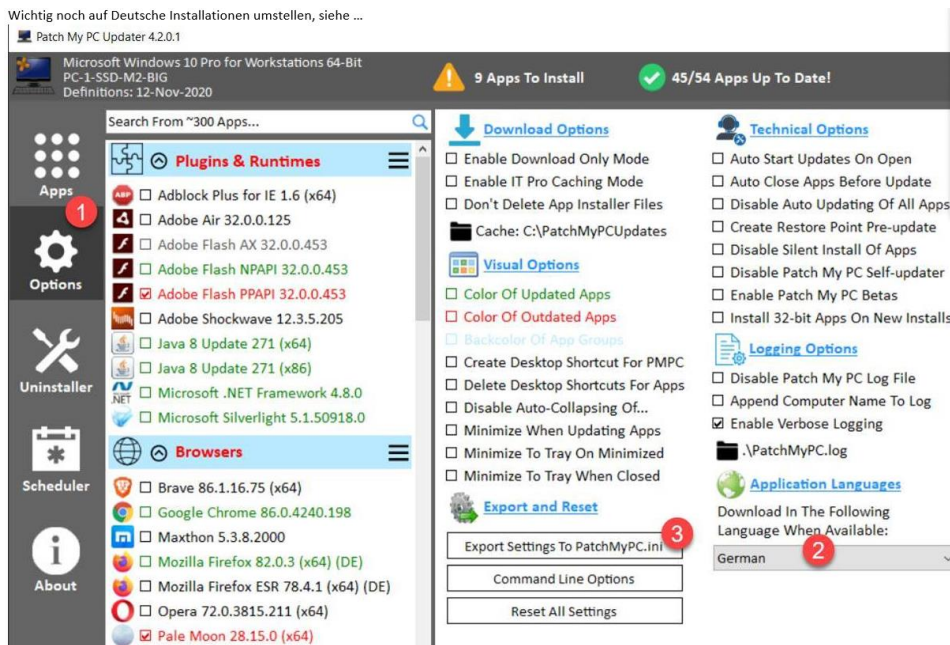 Wichtig noch auf Deutsche Installationen umstellen, siehe …
Patch My PC Updater 4.2.0.1
Microsoft Windows 10 Pro for Workstations 64-Bit
PC-1-SSD-M2-BIG
Definitions: 12-Nov-2020
9 Apps To Install
45/54 Apps Up To Date!
Apps
1
Options
Uninstaller
Scheduler
About
Search From ~300 Apps...
Plugins & Runtimes
ABP Adblock Plus for IE 1.6 (x64)
Adobe Air 32.0.0.125
Adobe Flash AX 32.0.0.453
Adobe Flash NPAPI 32.0.0.453
Adobe Flash PPAPI 32.0.0.453
Adobe Shockwave 12.3.5.205
Java 8 Update 271 (x64)
Java 8 Update 271 (x86)
.NET Microsoft .NET Framework 4.8.0
Microsoft Silverlight 5.1.50918.0
Browsers
Brave 86.1.16.75 (x64)
Google Chrome 86.0.4240.198
Maxthon 5.3.8.2000
Mozilla Firefox 82.0.3 (x64) (DE)
Mozilla Firefox ESR 78.4.1 (x64) (DE)
Opera 72.0.3815.211 (x64)
Pale Moon 28.15.0 (x64)
Download Options
Enable Download Only Mode
Enable IT Pro Caching Mode
Don't Delete App Installer Files
Cache: C:\PatchMyPCUpdates
Visual Options
Color Of Updated Apps
Color Of Outdated Apps
Backcolor Of App Groups
Create Desktop Shortcut For PMPC
Delete Desktop Shortcuts For Apps
Disable Auto-Collapsing Of...
Minimize When Updating Apps
Minimize To Tray On Minimized
Minimize To Tray When Closed
Export and Reset
Export Settings To PatchMyPC.ini
3
Command Line Options
Reset All Settings
Technical Options
Auto Start Updates On Open
Auto Close Apps Before Update
Disable Auto Updating Of All Apps
Create Restore Point Pre-update
Disable Silent Install Of Apps
Disable Patch My PC Self-updater
Enable Patch My PC Betas
Install 32-bit Apps On New Installs
Logging Options
Disable Patch My PC Log File
Append Computer Name To Log
Enable Verbose Logging
.\PatchMyPC.log
Application Languages
Download In The Following
Language When Available:
German
2